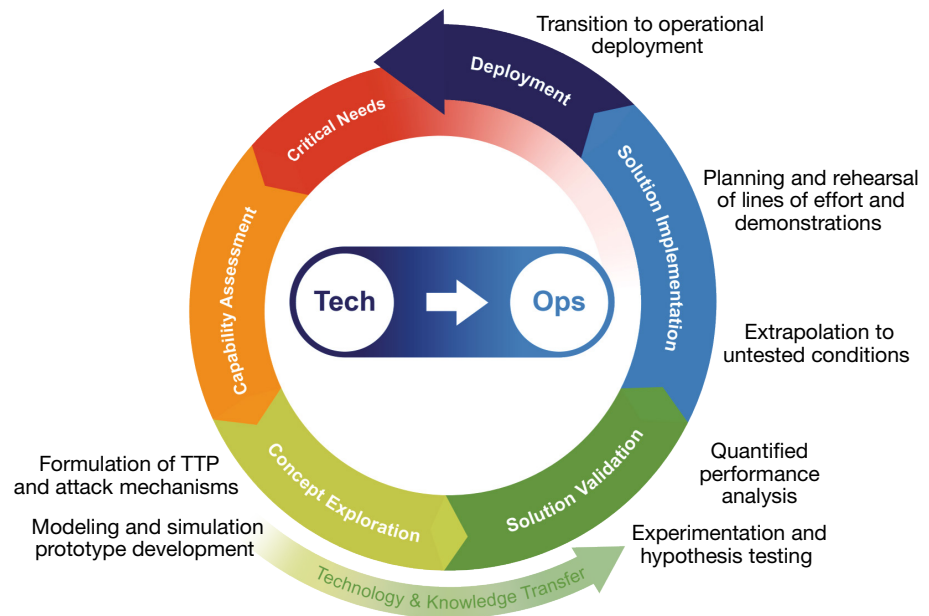 Transition to operational
deployment
Deployment
Critical Needs
Solution Implementation
Planning and rehearsal
of lines of effort and
demonstrations
Capability Assessment
Tech
Ops
Extrapolation to
untested conditions
Formulation of TTP
and attack mechanisms
Concept Exploration
Solution Validation
Quantified
performance
analysis
Modeling and simulation
prototype development
Experimentation and
hypothesis testing
Technology & Knowledge Transfer